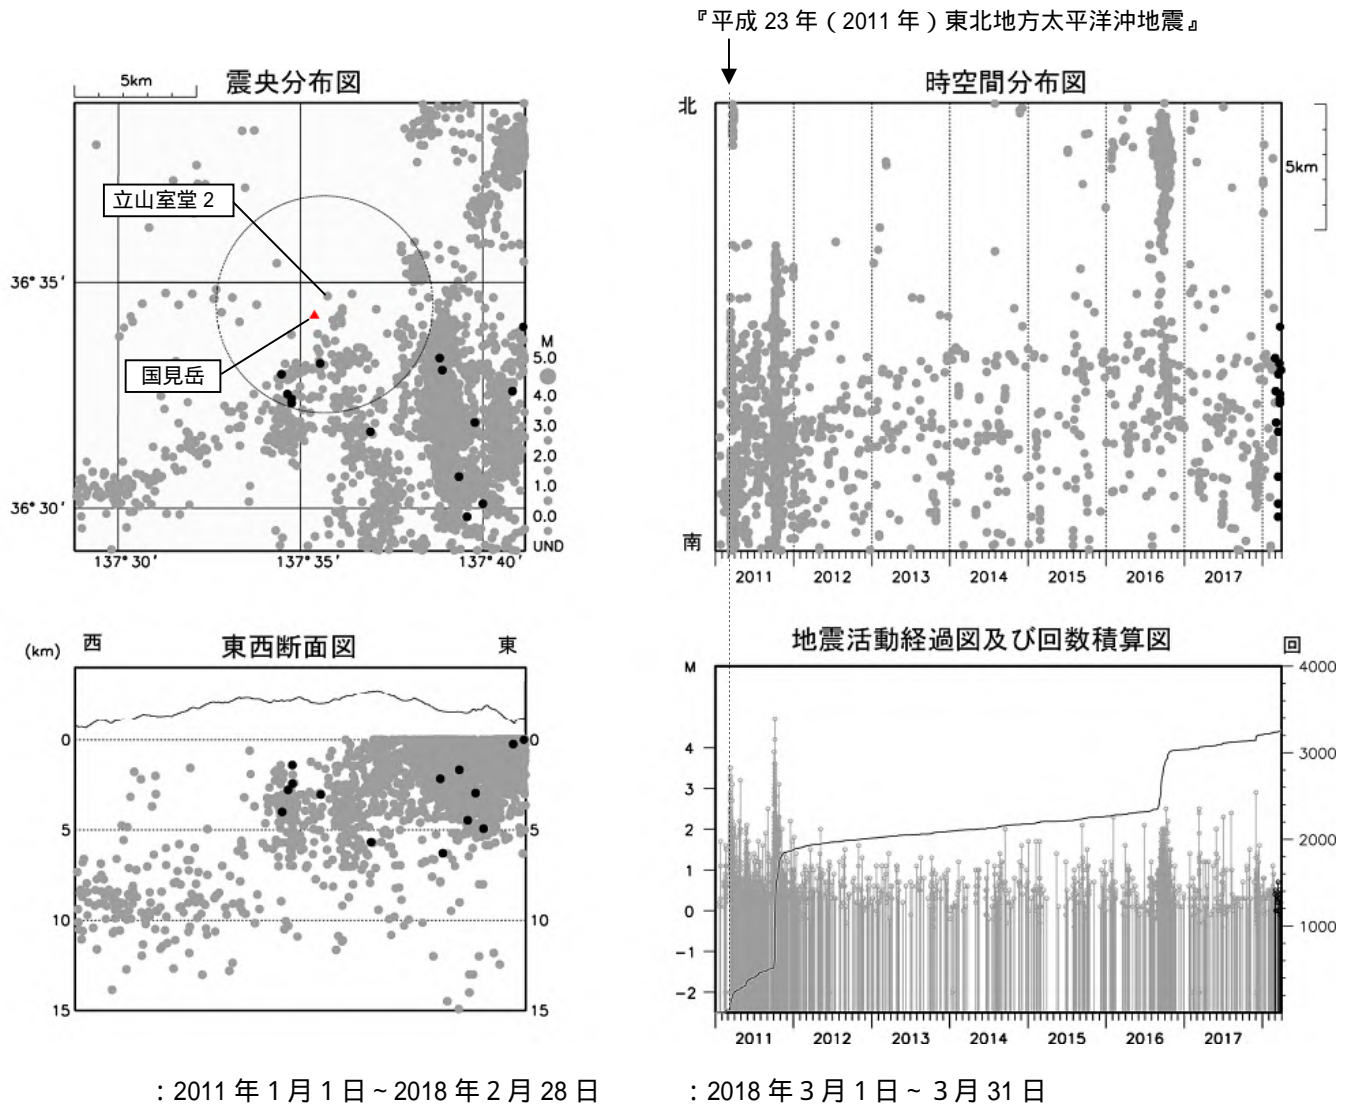 『平成 23 年 ( 2011 年 ) 東北地方太平洋沖地震』
5km
震央分布図
立山室堂 2
国見岳
36° 35′
36° 30′
137° 30′
137° 35′
137° 40′
M
5.0
4.0
3.0
2.0
1.0
0.0
UND
時空間分布図
北
南
5km
2011 2012 2013 2014 2015 2016 2017
(km)
西
東西断面図
東
0
5
10
15
0
5
10
15
地震活動経過図及び回数積算図
M
回
4
3
2
1
0
-1
-2
4000
3000
2000
1000
2011 2012 2013 2014 2015 2016 2017
: 2011 年 1 月 1 日 ~ 2018 年 2 月 28 日
: 2018 年 3 月 1 日 ~ 3 月 31 日